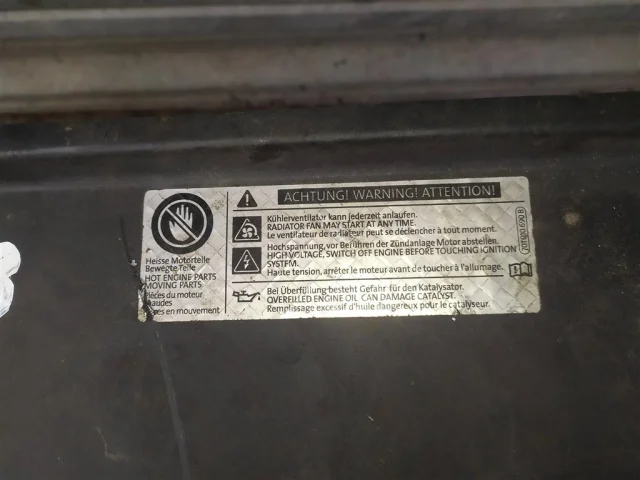 ACHTUNG! WARNING! ATTENTION!
Kühlerventilator kann jederzeit anlaufen.
RADIATOR FAN MAY START AT ANY TIME.
Le ventilateur de radiateur peut se déclencher à tout moment.
Hochspannung, vor Berühren der Zündanlage Motor abstellen.
HIGH VOLTAGE, SWITCH OFF ENGINE BEFORE TOUCHING IGNITION
SYSTEM.
Haute tension, arrêter le moteur avant de toucher à l'allumage.
Bei Überfüllung besteht Gefahr für den Katalysator.
OVERFILLED ENGINE OIL CAN DAMAGE CATALYST.
Remplissage excessif d'huile dangereux pour le catalyseur.
Heisse Motorteile
Bewegte Teile
HOT ENGINE PARTS
MOVING PARTS
Pièces du moteur
chaudes
en mouvement